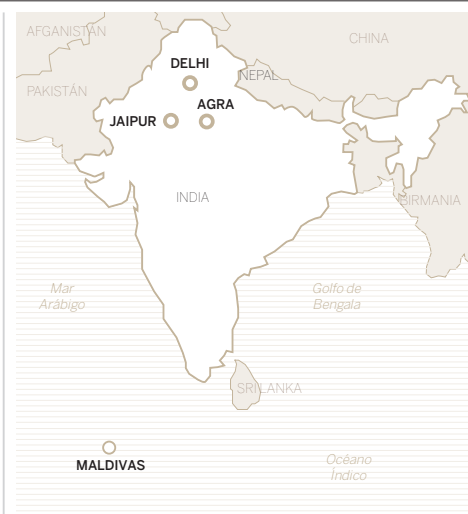 AFGANISTÁN
CHINA
DELHI
NEPAL
PAKISTÁN
AGRA
JAIPUR
INDIA
BIRMANIA
Mar
Arábigo
Golfo de
Bengala
SRI LANKA
MALDIVAS
Océano
Índico